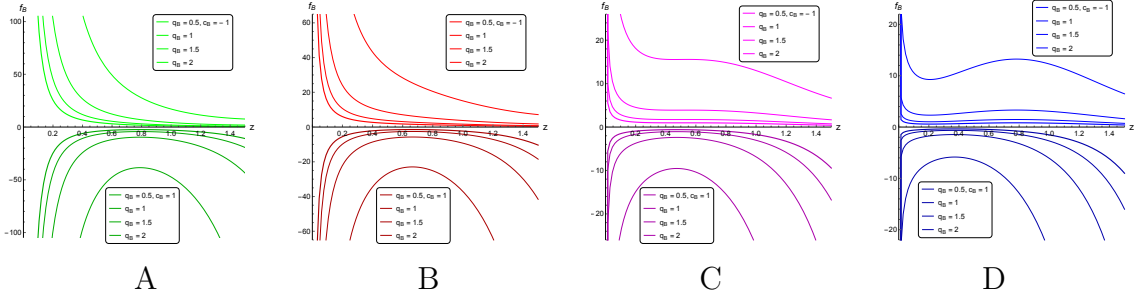 f_B
100
50
0
-50
-100
0.2 0.4 0.6 0.8 1.0 1.2 1.4 z
q_B = 0.5, c_B = - 1
q_B = 1
q_B = 1.5
q_B = 2
q_B = 0.5, c_B = 1
q_B = 1
q_B = 1.5
q_B = 2
A
f_B
60
40
20
0
-20
-40
-60
0.2 0.4 0.6 0.8 1.0 1.2 1.4 z
q_B = 0.5, c_B = - 1
q_B = 1
q_B = 1.5
q_B = 2
q_B = 0.5, c_B = 1
q_B = 1
q_B = 1.5
q_B = 2
B
f_B
20
10
0
-10
-20
0.2 0.4 0.6 0.8 1.0 1.2 1.4 z
q_B = 0.5, c_B = - 1
q_B = 1
q_B = 1.5
q_B = 2
q_B = 0.5, c_B = 1
q_B = 1
q_B = 1.5
q_B = 2
C
f_B
20
10
0
-10
-20
0.2 0.4 0.6 0.8 1.0 1.2 1.4 z
q_B = 0.5, c_B = - 1
q_B = 1
q_B = 1.5
q_B = 2
q_B = 0.5, c_B = 1
q_B = 1
q_B = 1.5
q_B = 2
D